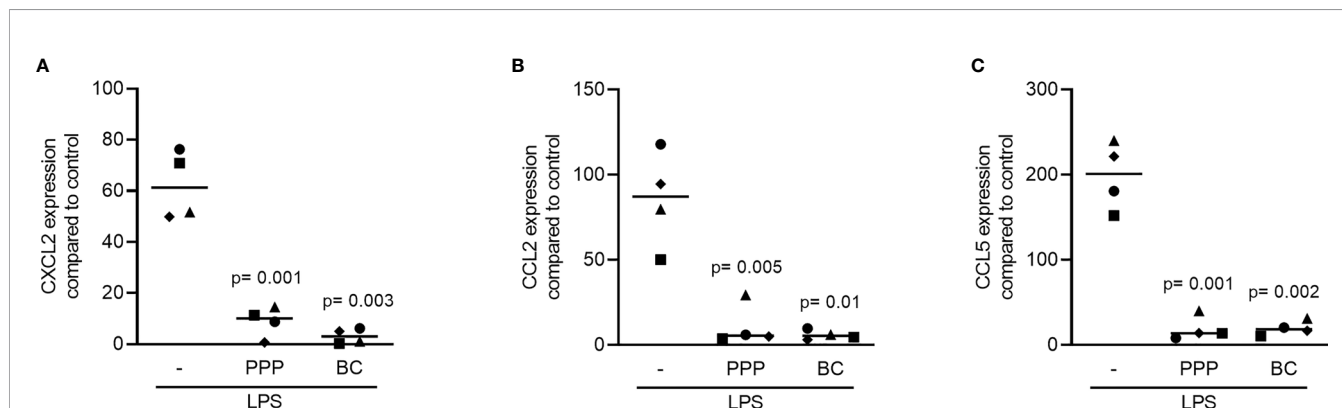 A
CXCL2 expression
compared to control
100
80
60
40
20
0
p= 0.001
p= 0.003
- PPP BC
LPS
B
CCL2 expression
compared to control
150
100
50
0
p= 0.005
p= 0.01
- PPP BC
LPS
C
CCL5 expression
compared to control
300
200
100
0
p= 0.001
p= 0.002
- PPP BC
LPS